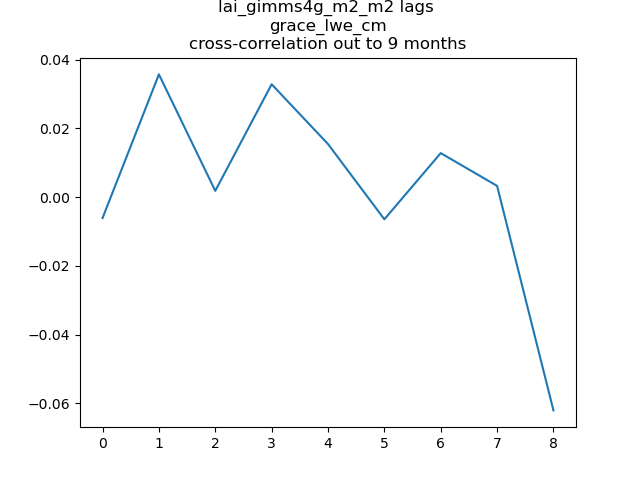 lai_gimms4g_m2_m2 lags
grace_lwe_cm
cross-correlation out to 9 months
0.04
0.02
0.00
−0.02
−0.04
−0.06
0 1 2 3 4 5 6 7 8